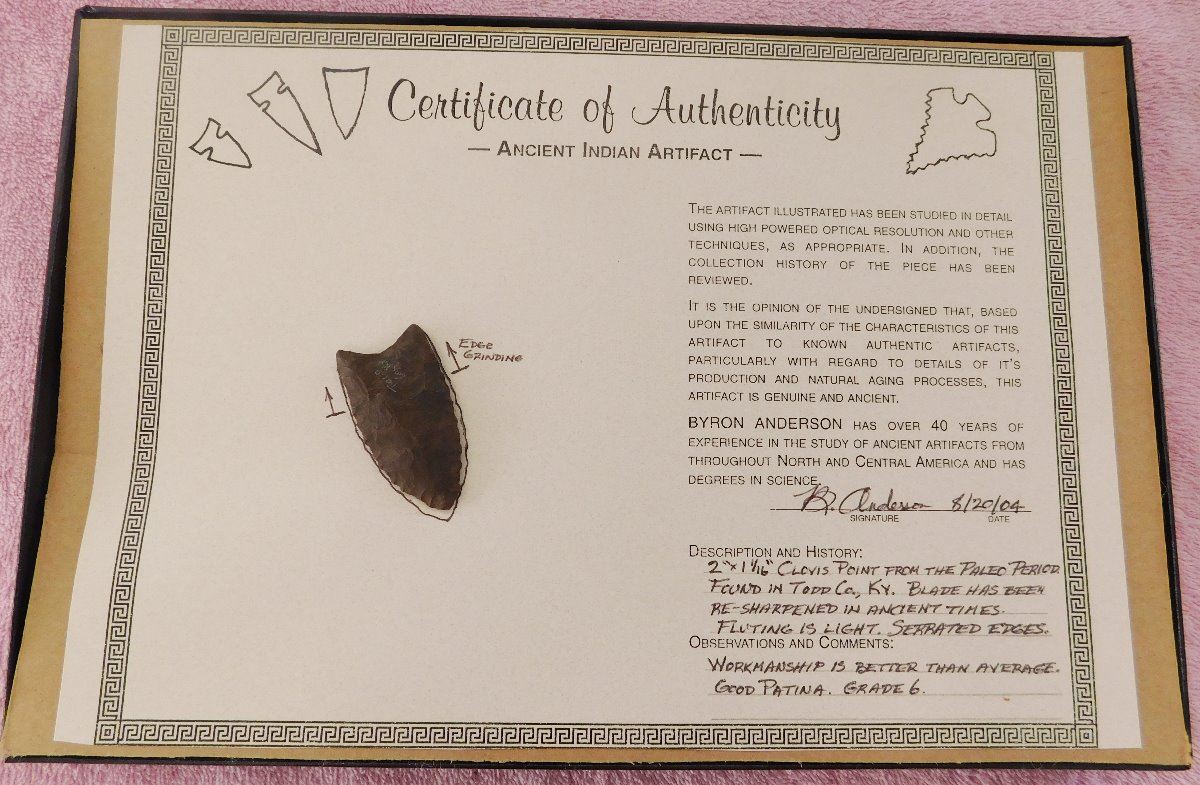 Certificate of Authenticity
— ANCIENT INDIAN ARTIFACT —
THE ARTIFACT ILLUSTRATED HAS BEEN STUDIED IN DETAIL
USING HIGH POWERED OPTICAL RESOLUTION AND OTHER
TECHNIQUES, AS APPROPRIATE. IN ADDITION, THE
COLLECTION HISTORY OF THE PIECE HAS BEEN
REVIEWED.
IT IS THE OPINION OF THE UNDERSIGNED THAT, BASED
UPON THE SIMILARITY OF THE CHARACTERISTICS OF THIS
ARTIFACT TO KNOWN AUTHENTIC ARTIFACTS,
PARTICULARLY WITH REGARD TO DETAILS OF IT'S
PRODUCTION AND NATURAL AGING PROCESSES, THIS
ARTIFACT IS GENUINE AND ANCIENT.
BYRON ANDERSON HAS OVER 40 YEARS OF
EXPERIENCE IN THE STUDY OF ANCIENT ARTIFACTS FROM
THROUGHOUT NORTH AND CENTRAL AMERICA AND HAS
DEGREES IN SCIENCE.
B. Anderson 8/20/04
SIGNATURE DATE
EDGE
GRINDING
DESCRIPTION AND HISTORY:
2" x 1 1/16" CLOVIS POINT FROM THE PALEO PERIOD.
FOUND IN TODD CO., KY. BLADE HAS BEEN
RE-SHARPENED IN ANCIENT TIMES.
FLUTING IS LIGHT. SERRATED EDGES.
OBSERVATIONS AND COMMENTS:
WORKMANSHIP IS BETTER THAN AVERAGE.
GOOD PATINA. GRADE 6.